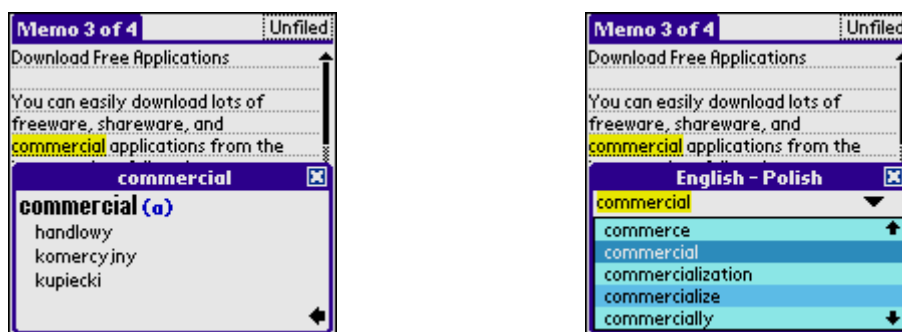 Memo 3 of 4
Unfiled
Download Free Applications
You can easily download lots of
freeware, shareware, and
commercial applications from the
commercial
commercial (a)
handlowy
komercyjny
kupiecki
Memo 3 of 4
Unfiled
Download Free Applications
You can easily download lots of
freeware, shareware, and
commercial applications from the
English - Polish
commercial
commerce
commercial
commercialization
commercialize
commercially